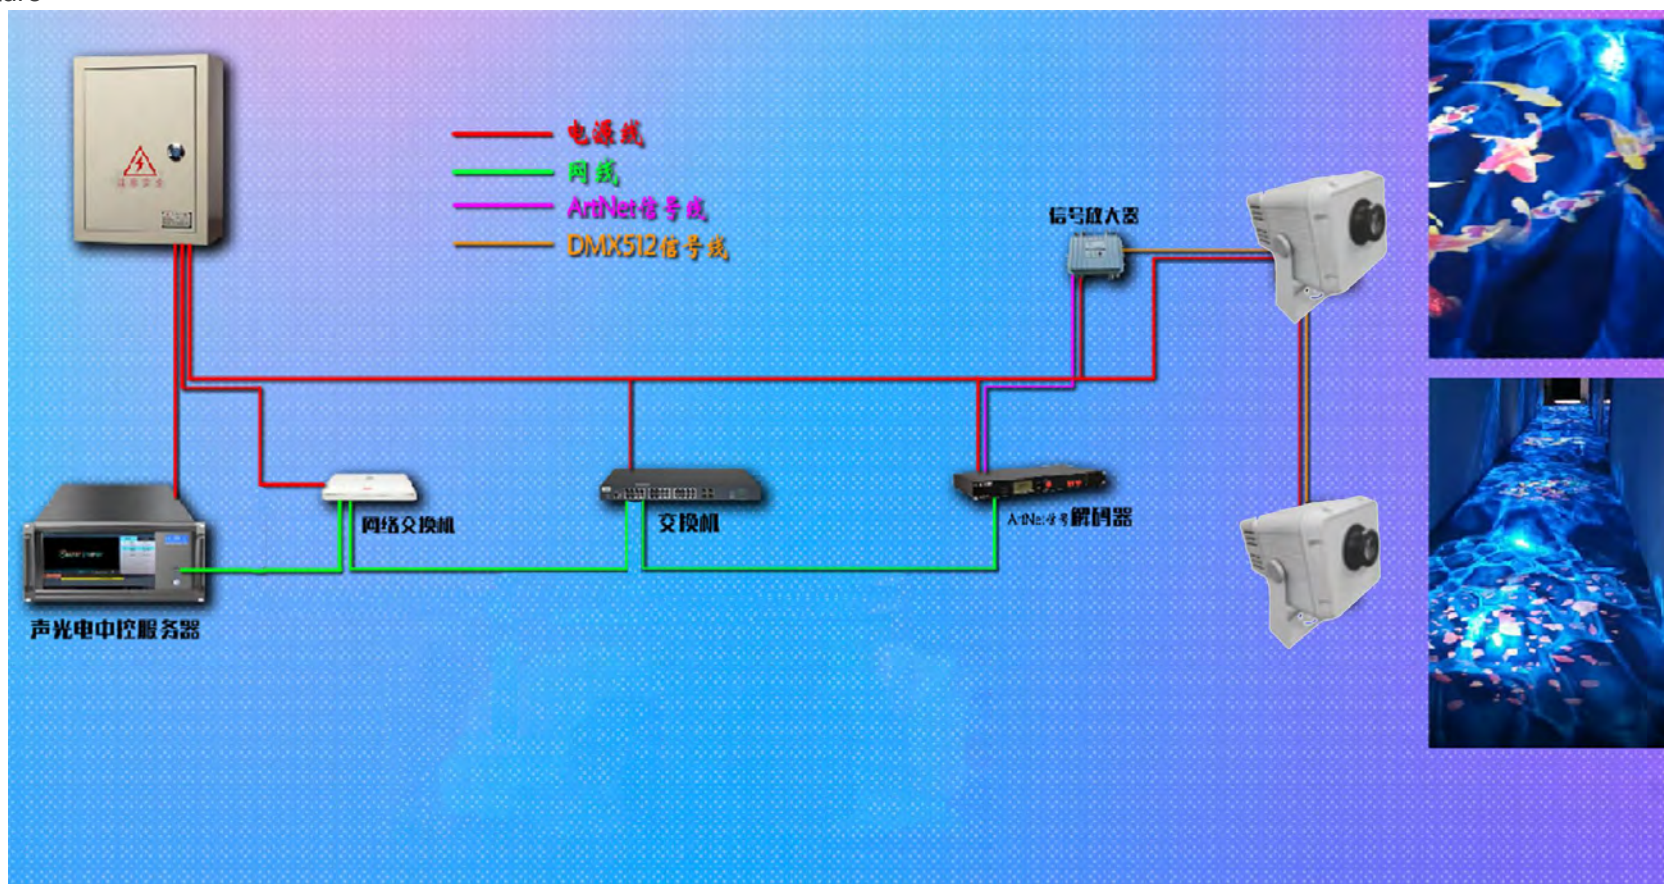 电源线
网线
ArtNet信号线
DMX512信号线
信号放大器
网络交换机
交换机
ArtNet信号解码器
声光电中控服务器